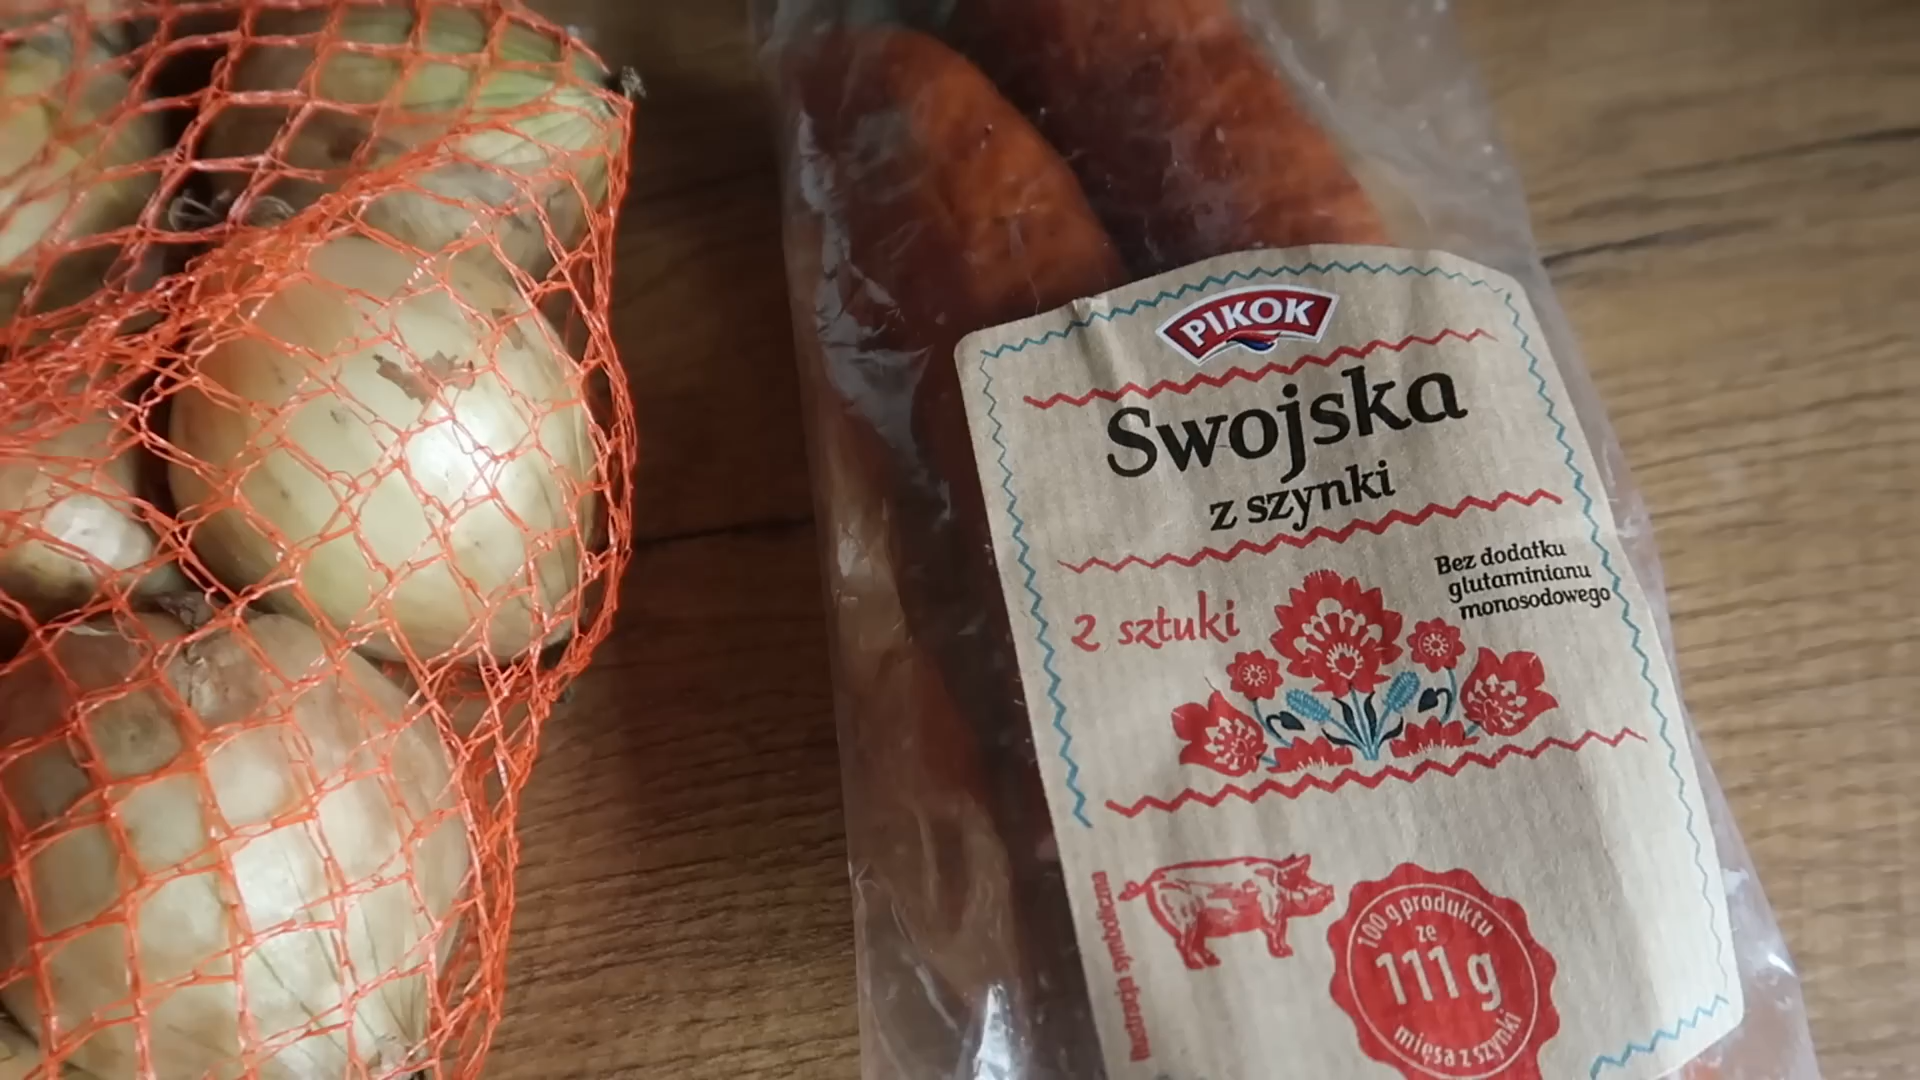 PIKOK
Swojska
z szynki
Bez dodatku
glutaminianu
monosodowego
2 sztuki
Ilustracja symboliczna
100 g produktu
ze
111 g
mięsa z szynki